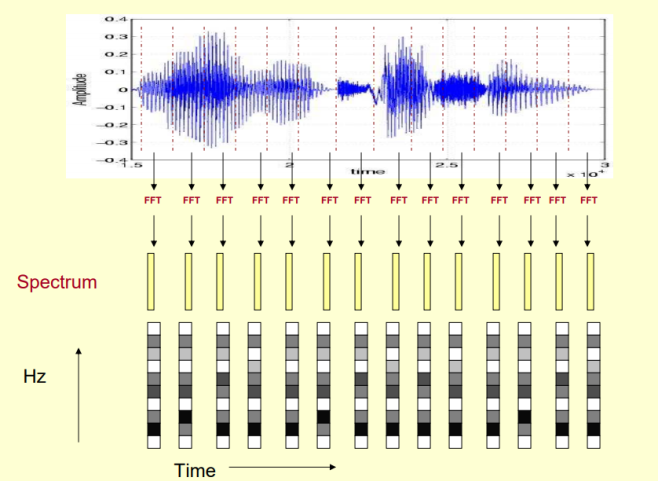 0.4
0.3
0.2
0.1
0
-0.1
-0.2
-0.3
-0.4
Amplitude
1.5 2 2.5 3
time
x 10⁴
FFT FFT FFT FFT FFT FFT FFT FFT FFT FFT FFT FFT FFT FFT
Spectrum
Hz
Time